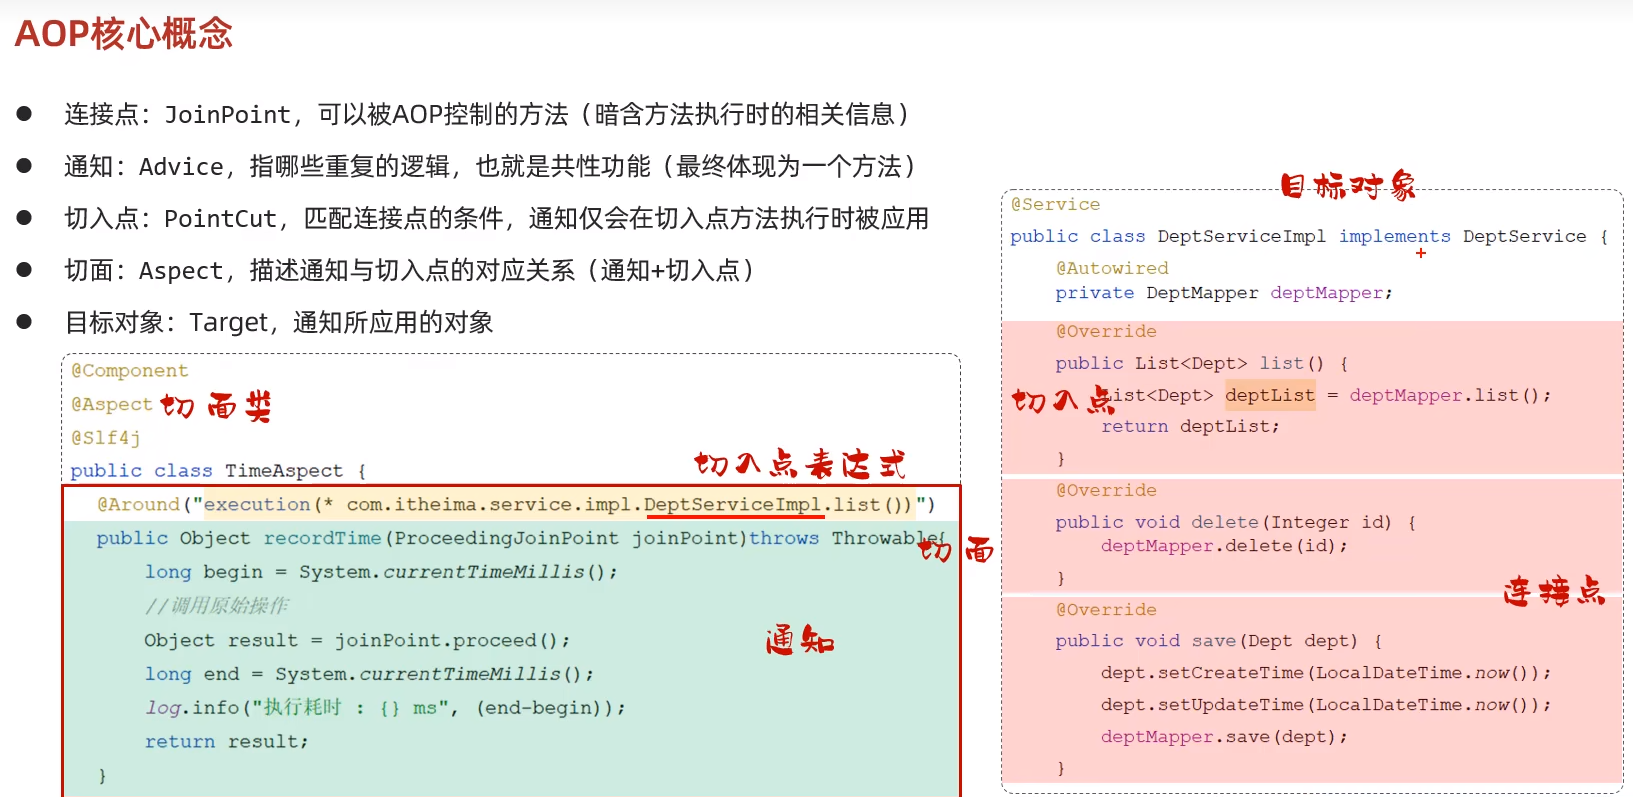 AOP核心概念
● 连接点：JoinPoint，可以被AOP控制的方法（暗含方法执行时的相关信息）
● 通知：Advice，指哪些重复的逻辑，也就是共性功能（最终体现为一个方法）
● 切入点：PointCut，匹配连接点的条件，通知仅会在切入点方法执行时被应用
● 切面：Aspect，描述通知与切入点的对应关系（通知+切入点）
● 目标对象：Target，通知所应用的对象
@Component
@Aspect 切面类
@Slf4j
public class TimeAspect {
切入点表达式
@Around("execution(* com.itheima.service.impl.DeptServiceImpl.list())")
public Object recordTime(ProceedingJoinPoint joinPoint)throws Throwable{
切面
long begin = System.currentTimeMillis();
//调用原始操作
Object result = joinPoint.proceed();
通知
long end = System.currentTimeMillis();
log.info("执行耗时 : {} ms", (end-begin));
return result;
}
目标对象
@Service
public class DeptServiceImpl implements DeptService {
@Autowired
private DeptMapper deptMapper;
@Override
public List<Dept> list() {
切入点
List<Dept> deptList = deptMapper.list();
return deptList;
}
@Override
public void delete(Integer id) {
deptMapper.delete(id);
}
连接点
@Override
public void save(Dept dept) {
dept.setCreateTime(LocalDateTime.now());
dept.setUpdateTime(LocalDateTime.now());
deptMapper.save(dept);
}